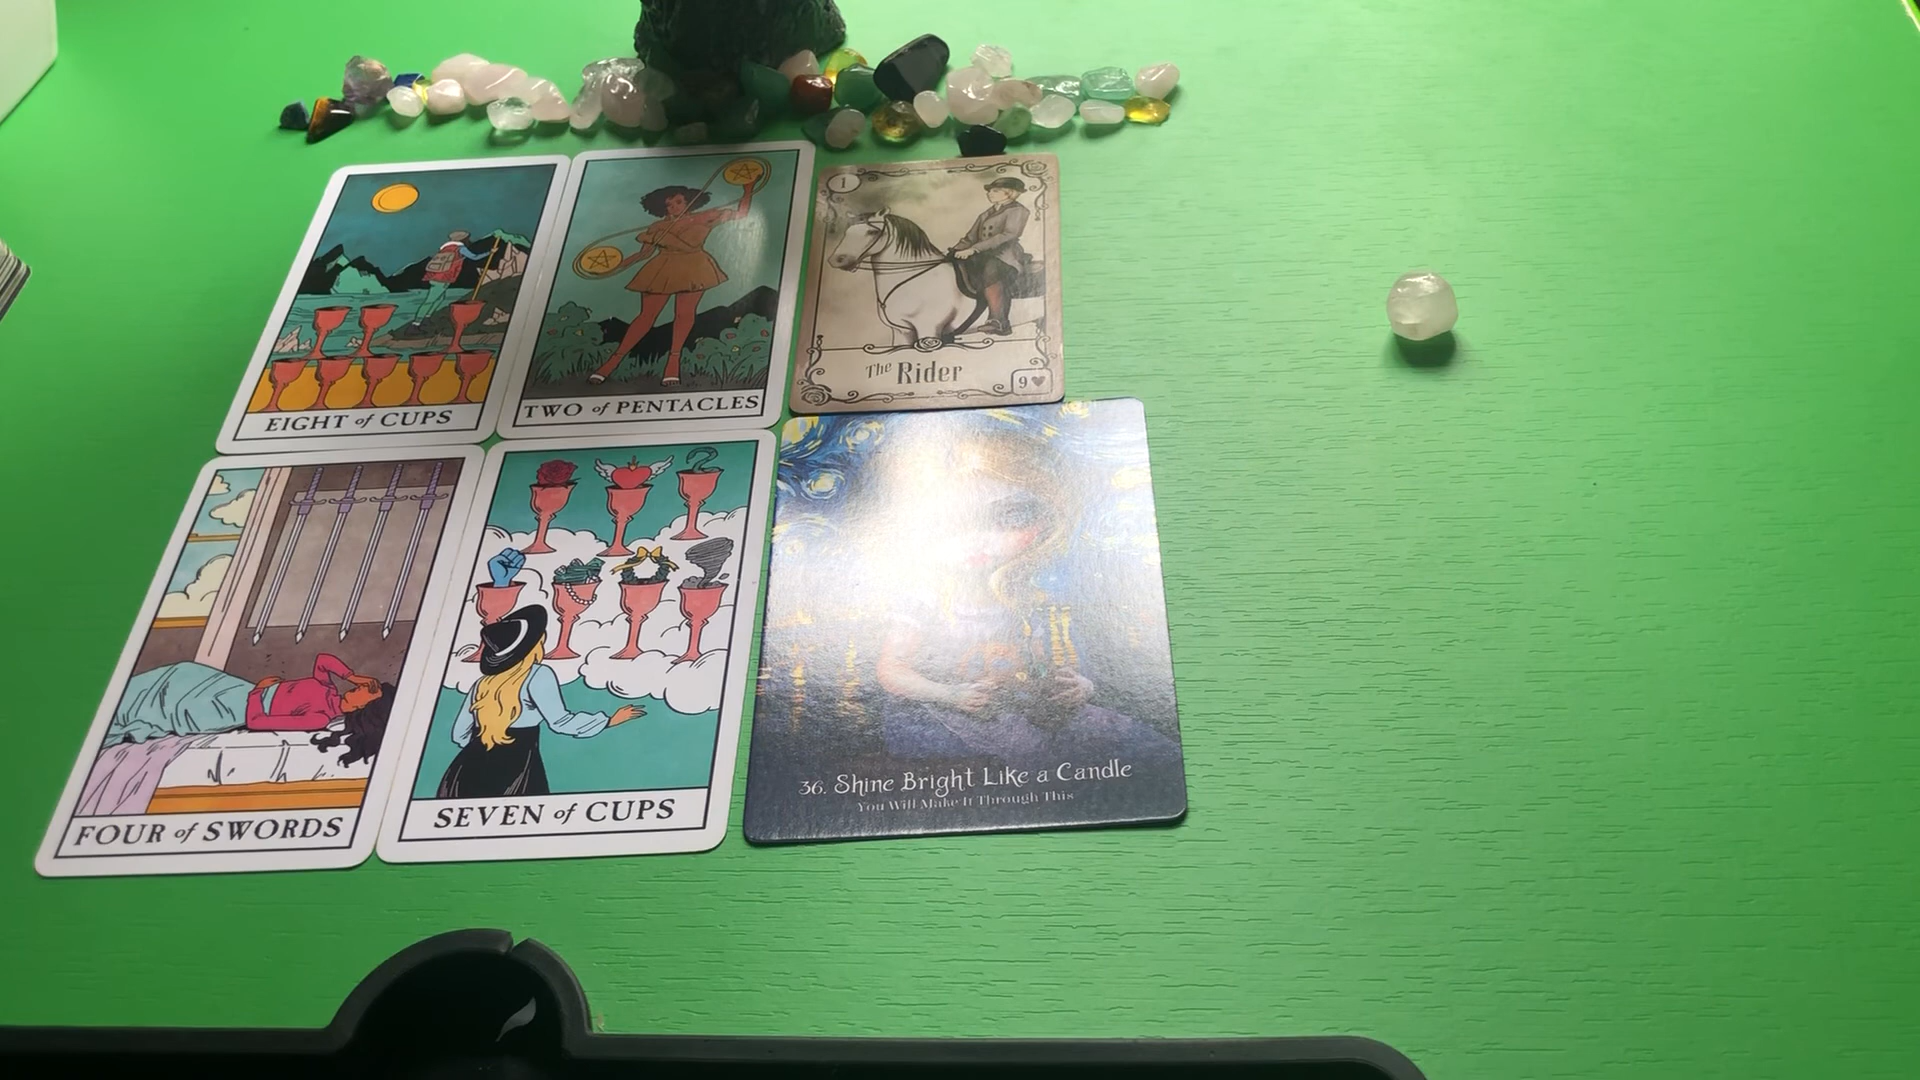 EIGHT of CUPS
TWO of PENTACLES
1
The Rider
9
FOUR of SWORDS
SEVEN of CUPS
36. Shine Bright Like a Candle
You Will Make It Through This